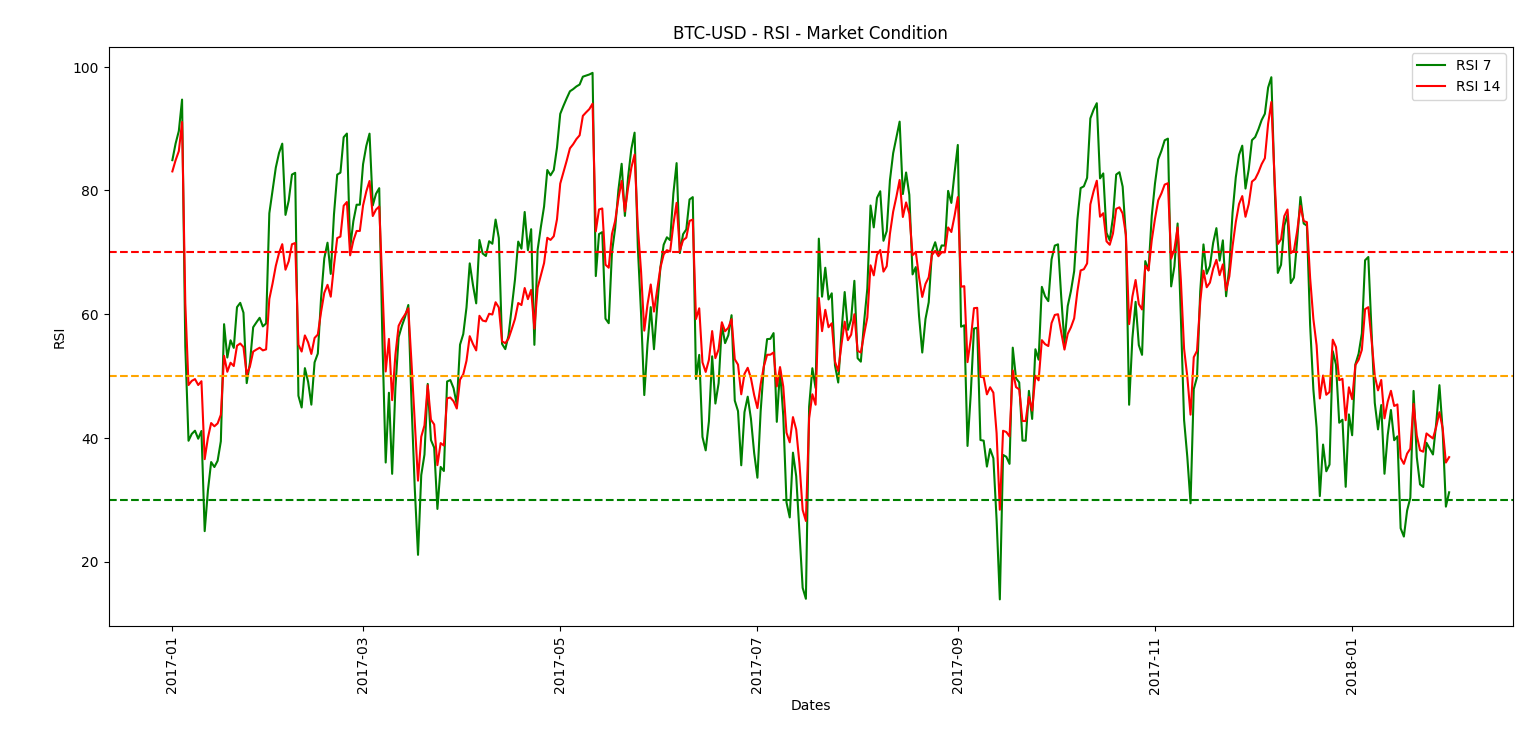 BTC-USD - RSI - Market Condition
RSI 7
RSI 14
100
80
60
40
20
RSI
2017-01
2017-03
2017-05
2017-07
2017-09
2017-11
2018-01
Dates